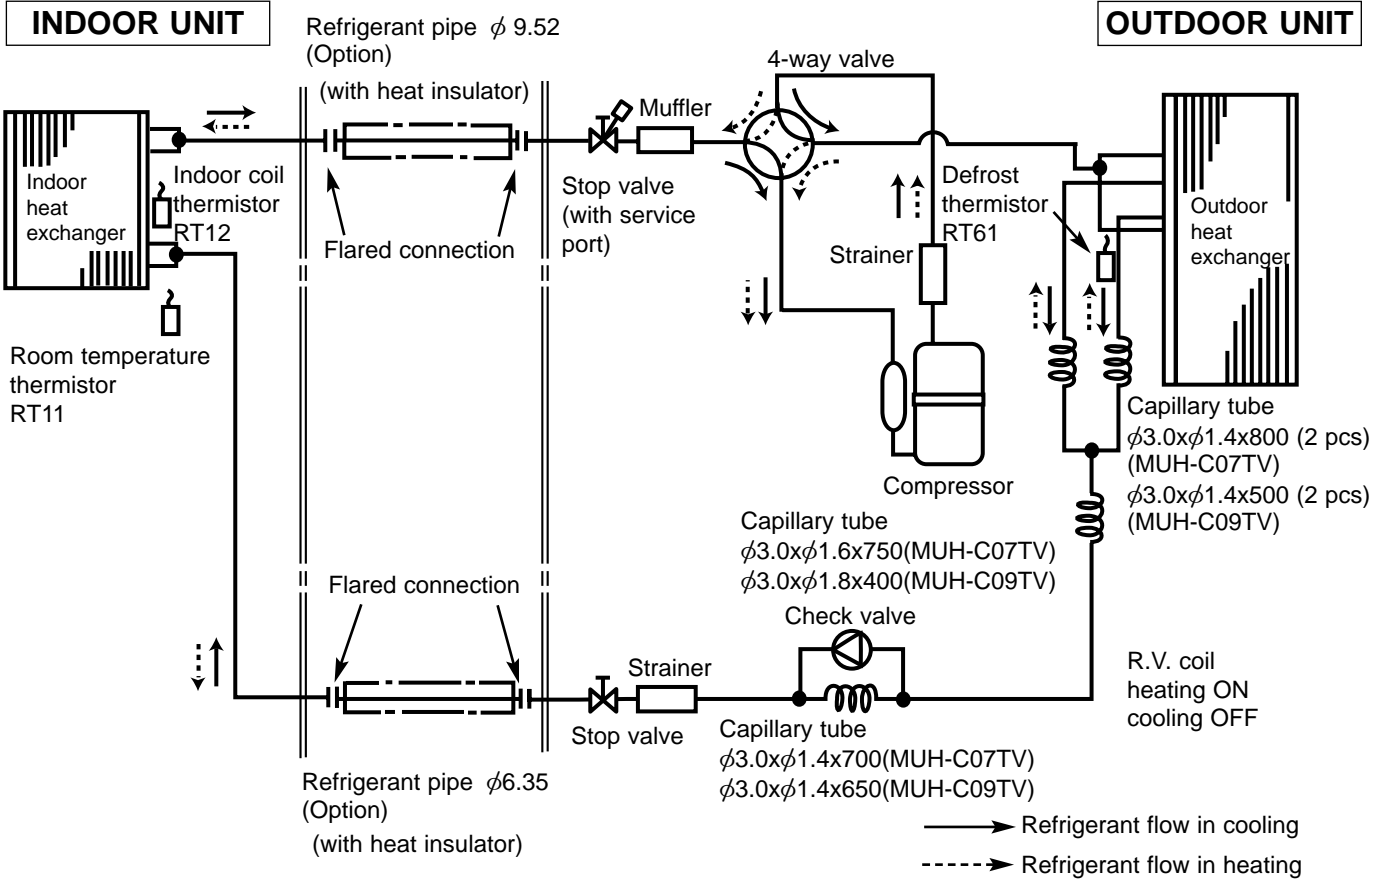 INDOOR UNIT
OUTDOOR UNIT
Refrigerant pipe ϕ 9.52
(Option)
(with heat insulator)
4-way valve
Muffler
Indoor
heat
exchanger
Indoor coil
thermistor
RT12
Flared connection
Stop valve
(with service
port)
Defrost
thermistor
RT61
Outdoor
heat
exchanger
Strainer
Room temperature
thermistor
RT11
Compressor
Capillary tube
ϕ3.0xϕ1.4x800 (2 pcs)
(MUH-C07TV)
ϕ3.0xϕ1.4x500 (2 pcs)
(MUH-C09TV)
Capillary tube
ϕ3.0xϕ1.6x750(MUH-C07TV)
ϕ3.0xϕ1.8x400(MUH-C09TV)
Flared connection
Check valve
Strainer
Stop valve
Capillary tube
ϕ3.0xϕ1.4x700(MUH-C07TV)
ϕ3.0xϕ1.4x650(MUH-C09TV)
R.V. coil
heating ON
cooling OFF
Refrigerant pipe ϕ6.35
(Option)
(with heat insulator)
Refrigerant flow in cooling
Refrigerant flow in heating